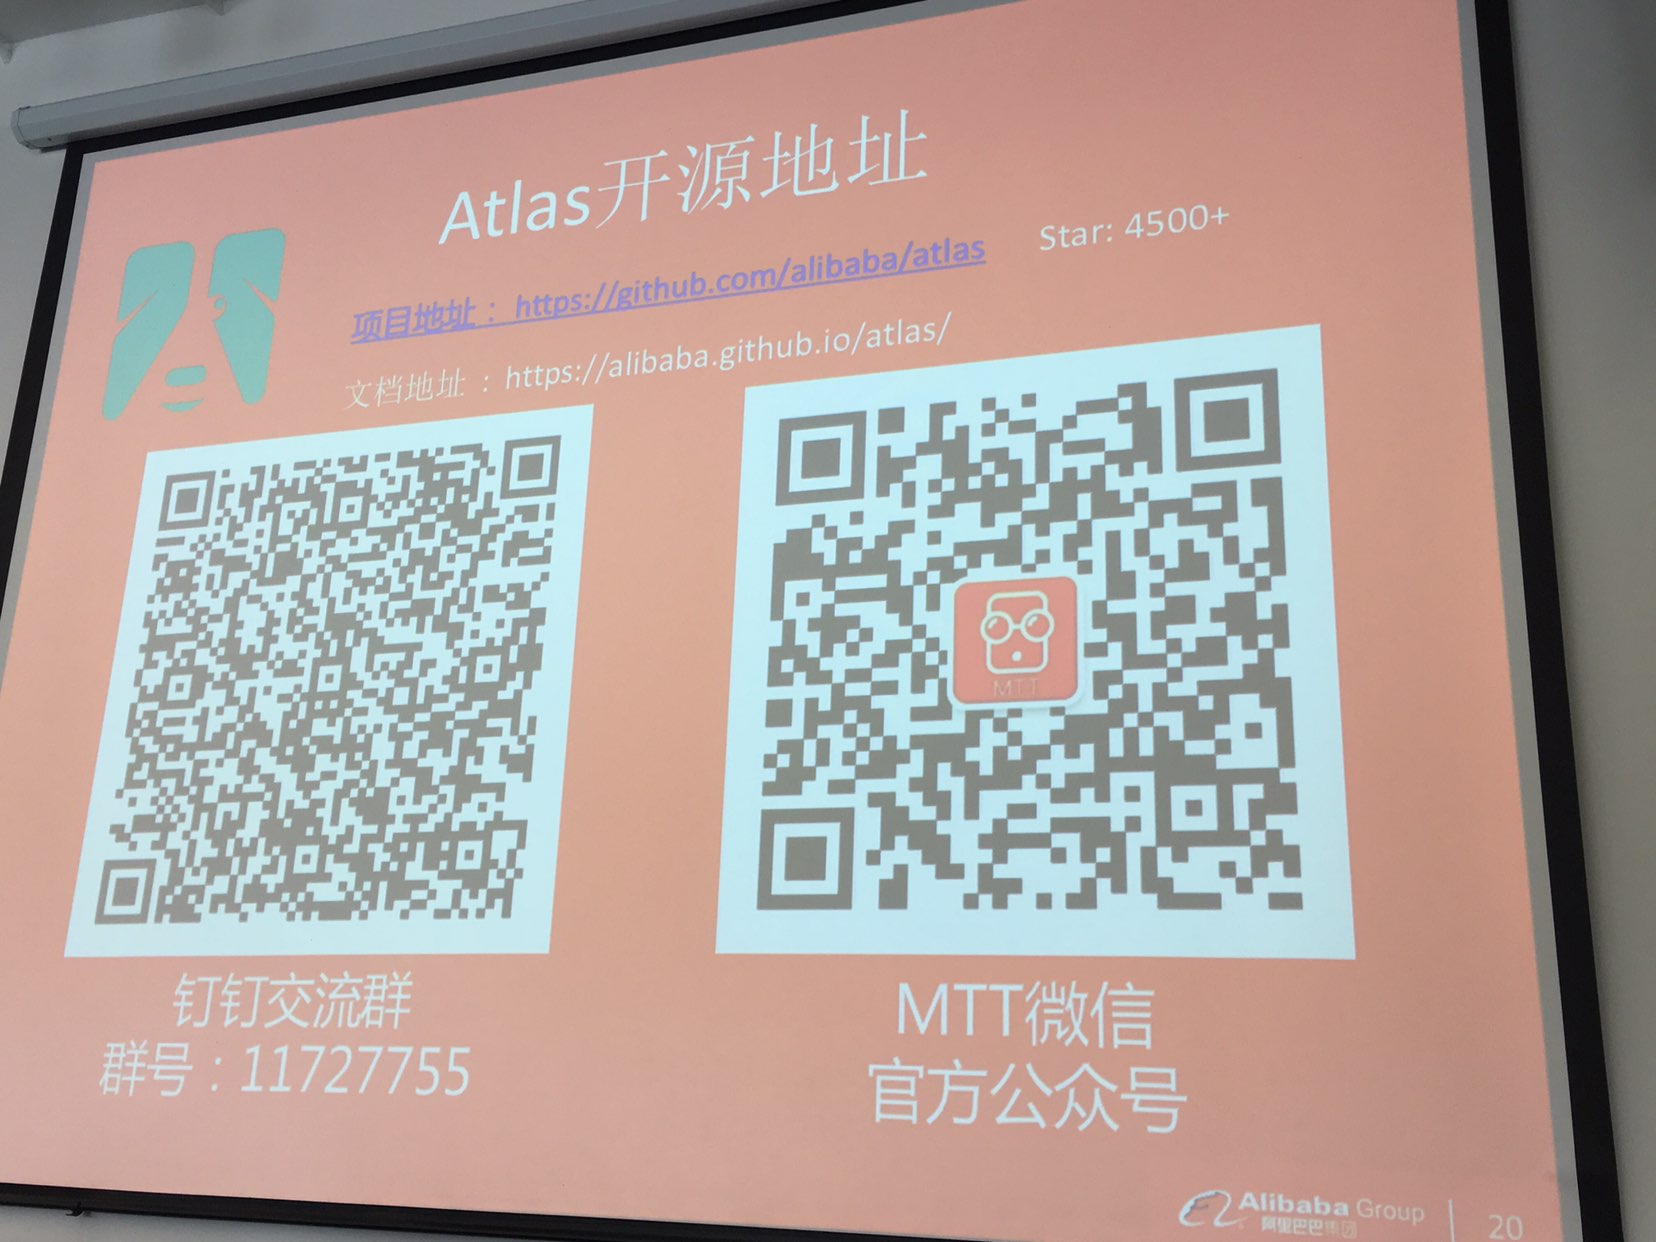 Atlas开源地址
项目地址： https://github.com/alibaba/atlas
Star: 4500+
文档地址 ：https://alibaba.github.io/atlas/
MTT
钉钉交流群
群号：11727755
MTT微信
官方公众号
Alibaba Group
阿里巴巴集团
20